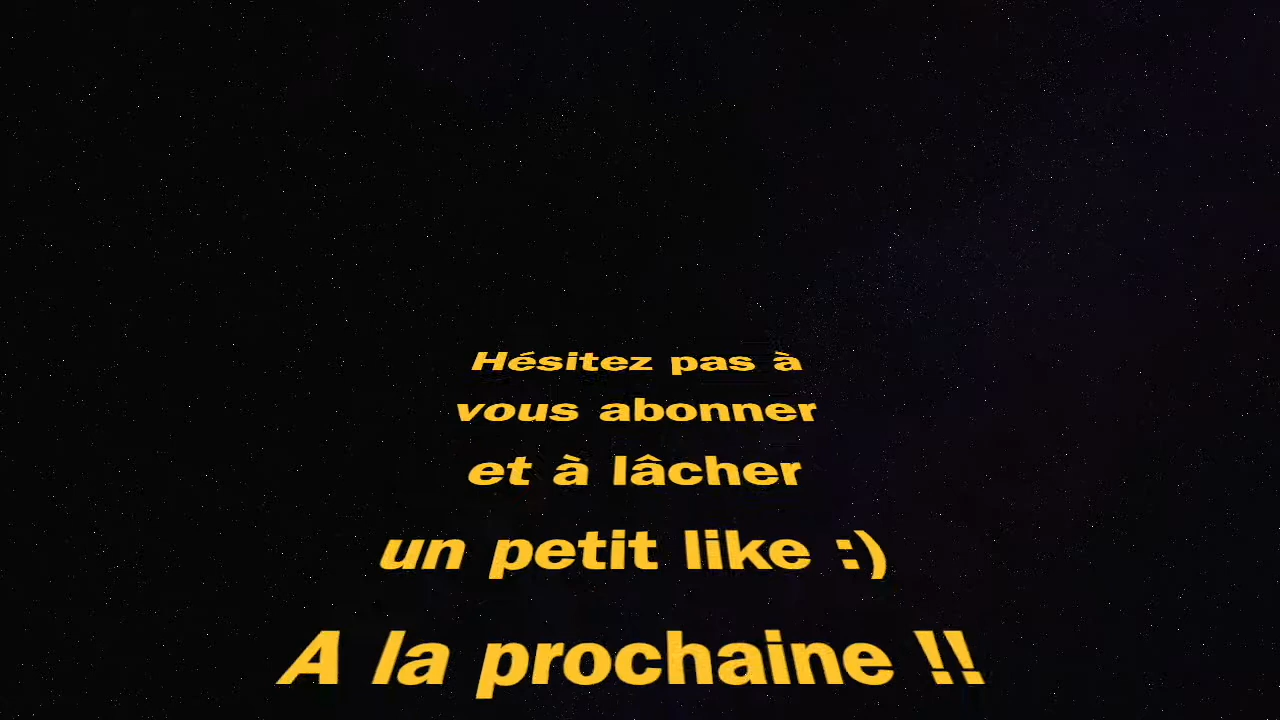 Hésitez pas à
vous abonner
et à lâcher
un petit like :)
A la prochaine !!